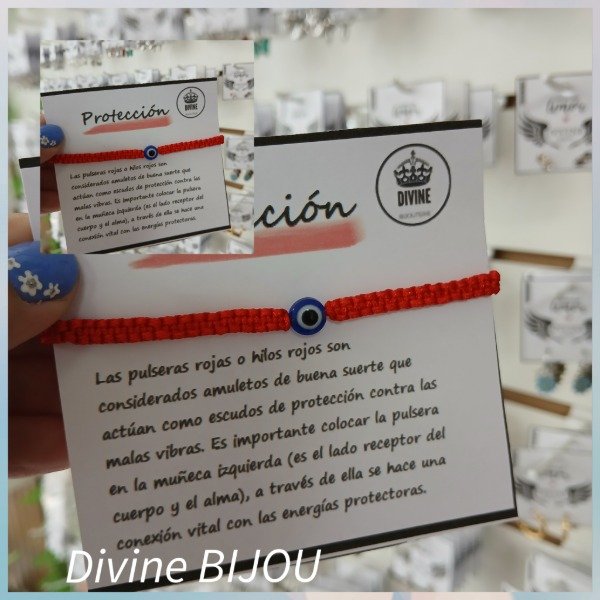 Protección
DIVINE
Las pulseras rojas o hilos rojos son
considerados amuletos de buena suerte que
actúan como escudos de protección contra las
malas vibras. Es importante colocar la pulsera
en la muñeca izquierda (es el lado receptor del
cuerpo y el alma), a través de ella se hace una
conexión vital con las energías protectoras.
ción
DIVINE
Las pulseras rojas o hilos rojos son
considerados amuletos de buena suerte que
actúan como escudos de protección contra las
malas vibras. Es importante colocar la pulsera
en la muñeca izquierda (es el lado receptor del
cuerpo y el alma), a través de ella se hace una
conexión vital con las energías protectoras.
Divine BIJOU